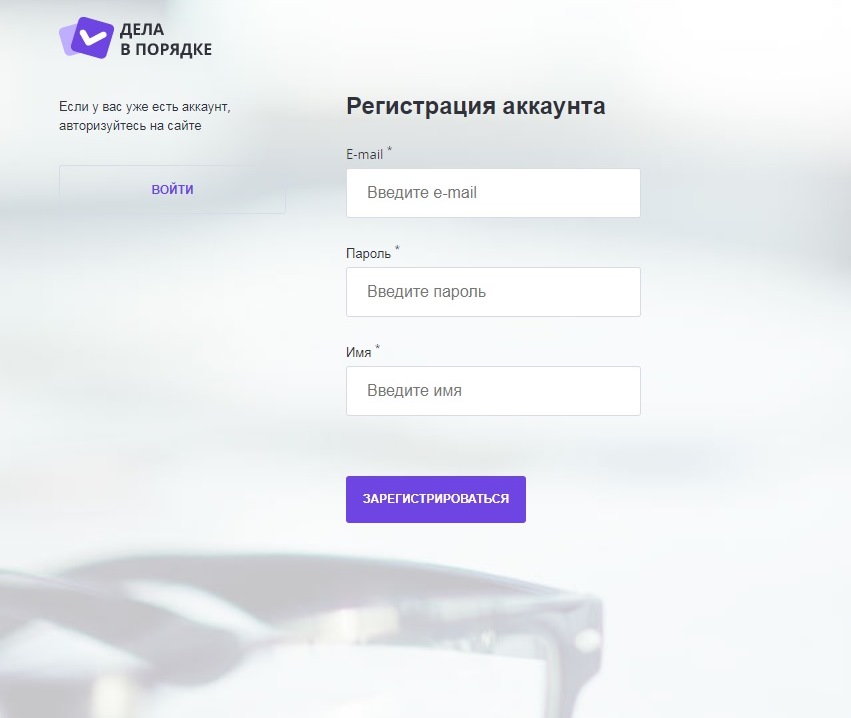 ДЕЛА
В ПОРЯДКЕ
Если у вас уже есть аккаунт,
авторизуйтесь на сайте
ВОЙТИ
Регистрация аккаунта
E-mail *
Введите e-mail
Пароль *
Введите пароль
Имя *
Введите имя
ЗАРЕГИСТРИРОВАТЬСЯ